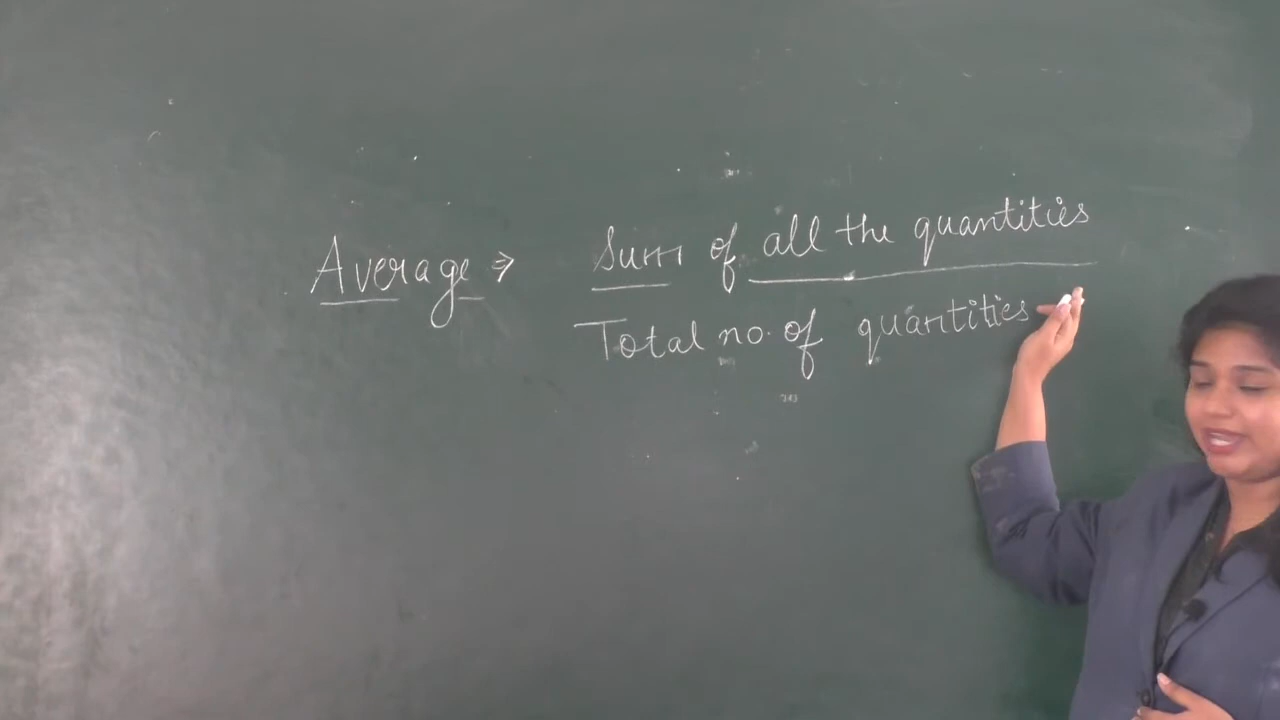 Average ⇒ Sum of all the quantities
Total no. of quantities